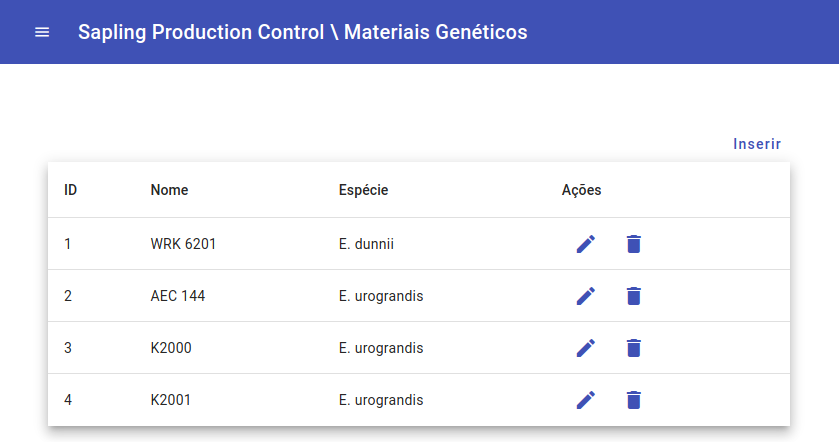 Sapling Production Control \ Materiais Genéticos
Inserir
ID Nome Espécie Ações
1 WRK 6201 E. dunnii
2 AEC 144 E. urograndis
3 K2000 E. urograndis
4 K2001 E. urograndis